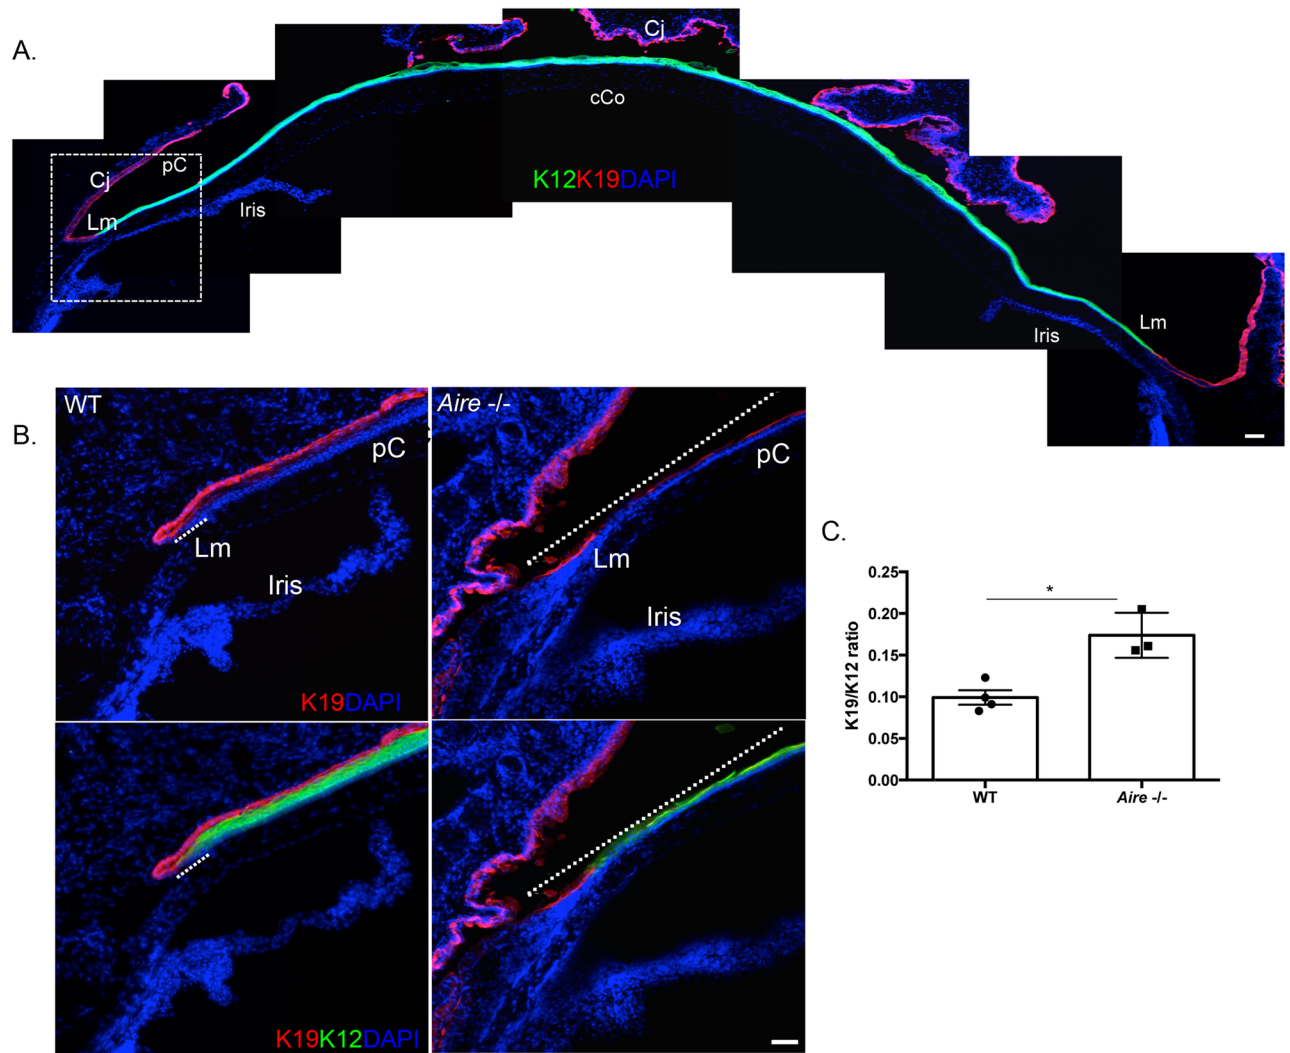 A.
Cj
cCo
pC
Cj
K12K19DAPI
Lm
Iris
Lm
Iris
B.
WT
Aire -/-
pC
pC
Lm
Lm
Iris
Iris
K19DAPI
K19K12DAPI
C.
K19/K12 ratio
0.25
*
0.20
0.15
0.10
0.05
0.00
WT
Aire -/-